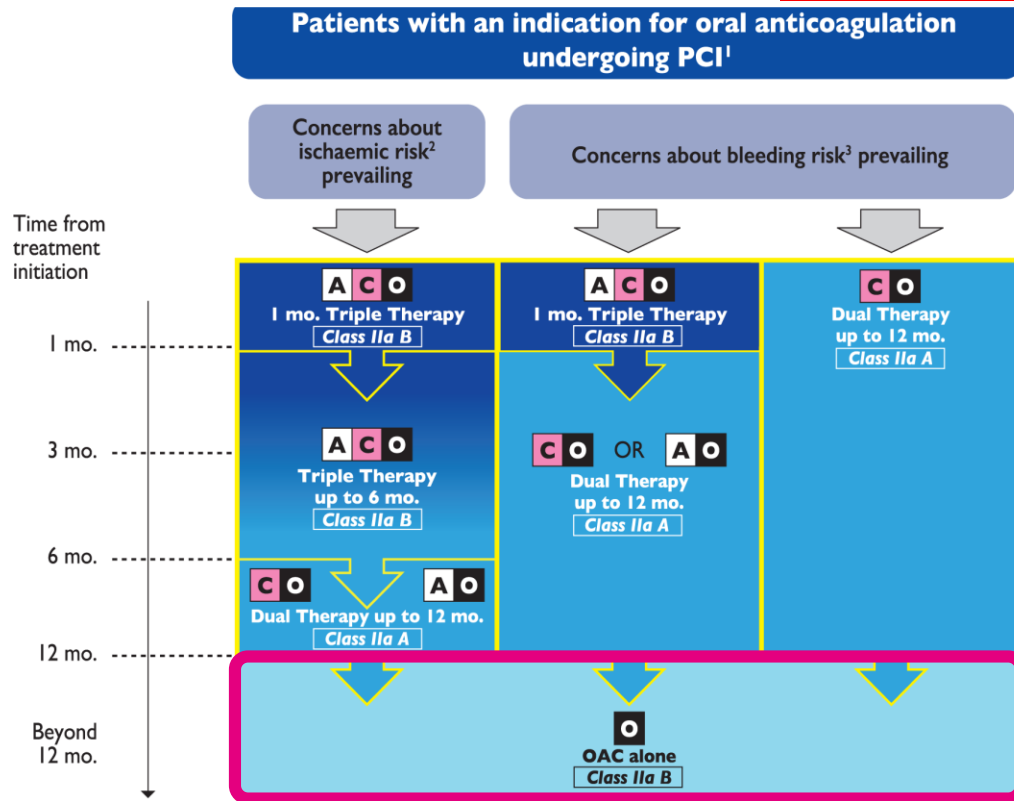 Patients with an indication for oral anticoagulation
undergoing PCI¹
Concerns about
ischaemic risk²
prevailing
Concerns about bleeding risk³ prevailing
Time from
treatment
initiation
A C O
1 mo. Triple Therapy
Class IIa B
A C O
1 mo. Triple Therapy
Class IIa B
C O
Dual Therapy
up to 12 mo.
Class IIa A
1 mo.
3 mo.
A C O
Triple Therapy
up to 6 mo.
Class IIa B
C O OR A O
Dual Therapy
up to 12 mo.
Class IIa A
6 mo.
C O A O
Dual Therapy up to 12 mo.
Class IIa A
12 mo.
Beyond
12 mo.
O
OAC alone
Class IIa B